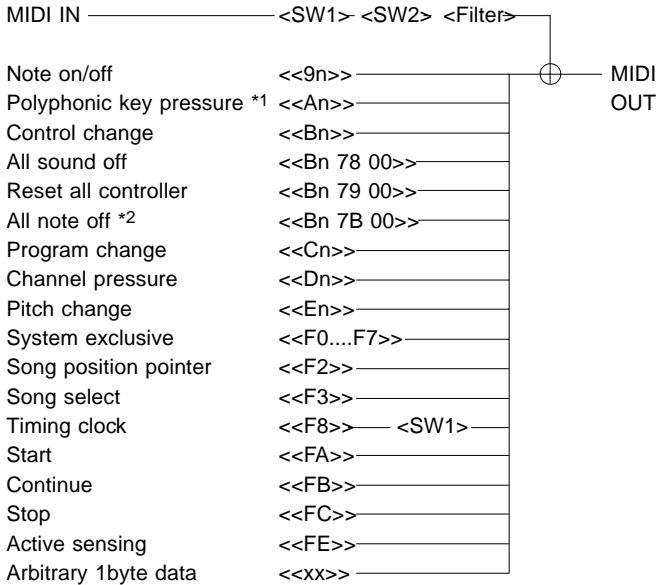 MIDI IN <SW1> <SW2> <Filter>
Note on/off <<9n>> MIDI
Polyphonic key pressure *1 <<An>> OUT
Control change <<Bn>>
All sound off <<Bn 78 00>>
Reset all controller <<Bn 79 00>>
All note off *2 <<Bn 7B 00>>
Program change <<Cn>>
Channel pressure <<Dn>>
Pitch change <<En>>
System exclusive <<F0....F7>>
Song position pointer <<F2>>
Song select <<F3>>
Timing clock <<F8>> <SW1>
Start <<FA>>
Continue <<FB>>
Stop <<FC>>
Active sensing <<FE>>
Arbitrary 1byte data <<xx>>